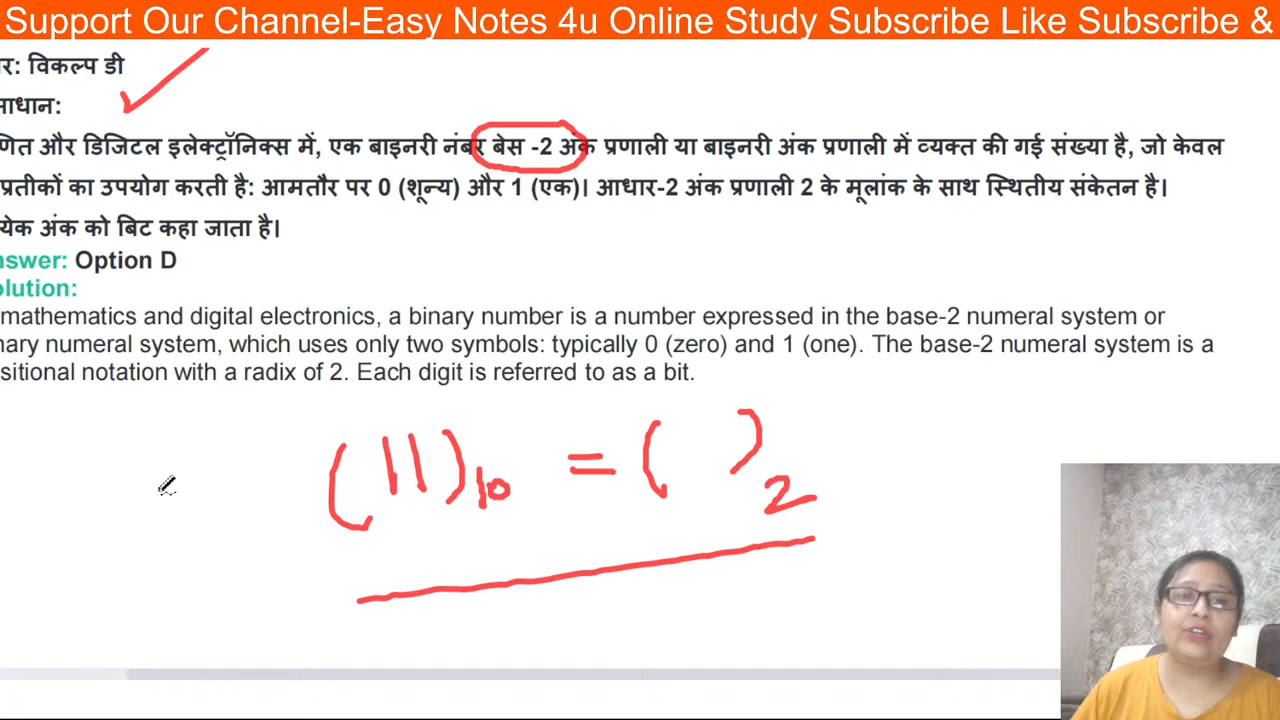 Support Our Channel-Easy Notes 4u Online Study Subscribe Like Subscribe &
र: विकल्प डी
ाधान:
णित और डिजिटल इलेक्ट्रॉनिक्स में, एक बाइनरी नंबर बेस -2 अंक प्रणाली या बाइनरी अंक प्रणाली में व्यक्त की गई संख्या है, जो केवल
प्रतीकों का उपयोग करती है: आमतौर पर 0 (शून्य) और 1 (एक)। आधार-2 अंक प्रणाली 2 के मूलांक के साथ स्थितीय संकेतन है।
येक अंक को बिट कहा जाता है।
nswer: Option D
olution:
mathematics and digital electronics, a binary number is a number expressed in the base-2 numeral system or
nary numeral system, which uses only two symbols: typically 0 (zero) and 1 (one). The base-2 numeral system is a
sitional notation with a radix of 2. Each digit is referred to as a bit.
(11)10 = ( )2